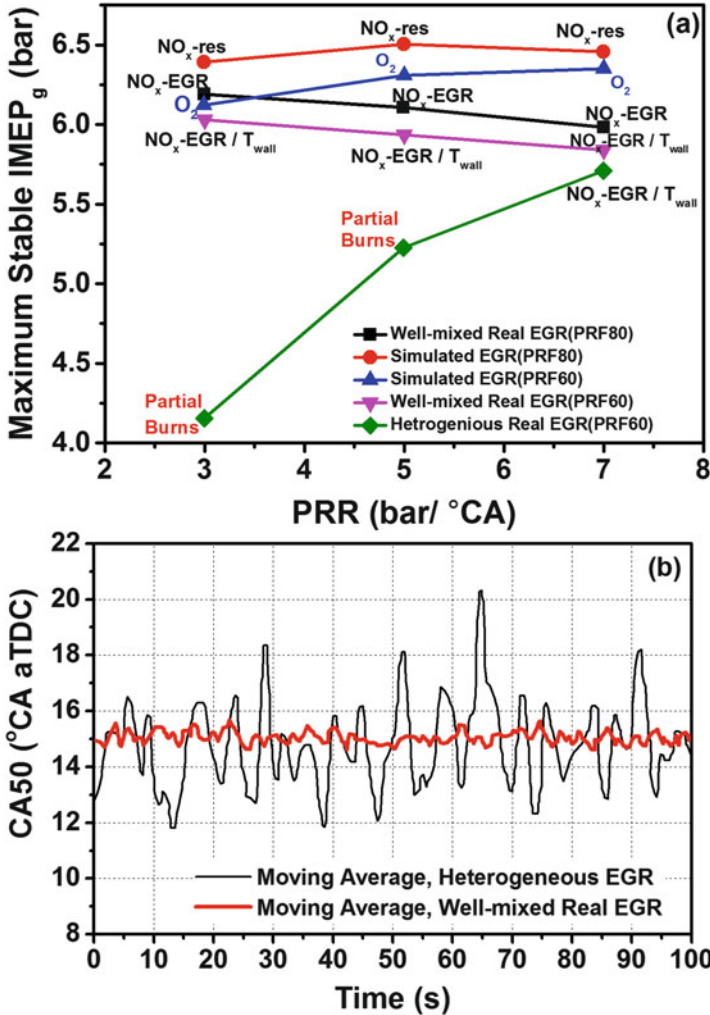 (a)
Maximum Stable IMEPg (bar)
6.5
6.0
5.5
5.0
4.5
4.0
NOx-res
NOx-res
NOx-res
O2
O2
O2
NOx-EGR
NOx-EGR
NOx-EGR
NOx-EGR / Twall
NOx-EGR / Twall
NOx-EGR / Twall
NOx-EGR / Twall
Partial
Burns
Partial
Burns
Well-mixed Real EGR(PRF80)
Simulated EGR(PRF80)
Simulated EGR(PRF60)
Well-mixed Real EGR(PRF60)
Hetrogenious Real EGR(PRF60)
2 3 4 5 6 7 8
PRR (bar/ °CA)
(b)
CA50 (°CA aTDC)
22
20
18
16
14
12
10
8
Moving Average, Heterogeneous EGR
Moving Average, Well-mixed Real EGR
0 10 20 30 40 50 60 70 80 90 100
Time (s)